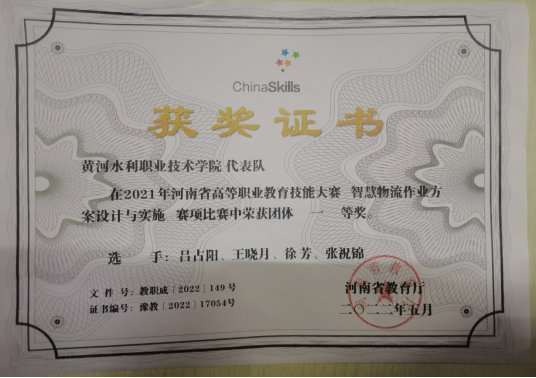 ChinaSkills
获奖证书
黄河水利职业技术学院 代表队
在2021年河南省高等职业教育技能大赛 智慧物流作业方
案设计与实施 赛项比赛中荣获团体 一 等奖。
选 手：吕占阳、王晓月、徐芳、张祝锦
文 件 号：教职成〔2022〕149号
证书编号：豫教〔2022〕17054号
河南省教育厅
二〇二二年五月